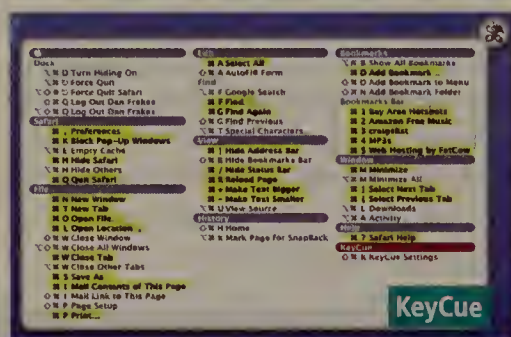 Dock
⌥⌘D Turn Hiding On
⌥⌘⎋ Force Quit
⌥⇧⌘⎋ Force Quit Safari
⇧⌘Q Log Out Dan Frakes
⌥⇧⌘Q Log Out Dan Frakes
Safari
⌘, Preferences
⌘K Block Pop-Up Windows
⌥⌘E Empty Cache
⌘H Hide Safari
⌥⌘H Hide Others
⌘Q Quit Safari
File
⌘N New Window
⌘T New Tab
⌘O Open File
⌘L Open Location
⇧⌘W Close Window
⌥⇧⌘W Close All Windows
⌘W Close Tab
⌥⌘W Close Other Tabs
⌘S Save As
⌘I Mail Contents of This Page
⇧⌘I Mail Link to This Page
⇧⌘P Page Setup
⌘P Print...
Edit
⌘A Select All
⇧⌘A AutoFill Form
Find
⌥⌘F Google Search
⌘F Find
⌘G Find Again
⇧⌘G Find Previous
⌥⌘T Special Characters
View
⌘| Hide Address Bar
⇧⌘B Hide Bookmarks Bar
⌘/ Hide Status Bar
⌘R Reload Page
⌘+ Make Text Bigger
⌘- Make Text Smaller
⌥⌘U View Source
History
⇧⌘H Home
⌥⌘K Mark Page for SnapBack
Bookmarks
⌥⌘B Show All Bookmarks
⌘D Add Bookmark...
⇧⌘D Add Bookmark to Menu
⇧⌘N Add Bookmark Folder
Bookmarks Bar
⌘1 Bay Area Hotshots
⌘2 Amazon Free Music
⌘3 craigslist
⌘4 MP3s
⌘5 Web Hosting by FatCow
Window
⌘M Minimize
⌥⌘M Minimize All
⌘] Select Next Tab
⌘[ Select Previous Tab
⌥⌘L Downloads
⌥⌘A Activity
Help
⌘? Safari Help
KeyCue
⇧⌘K KeyCue Settings
KeyCue